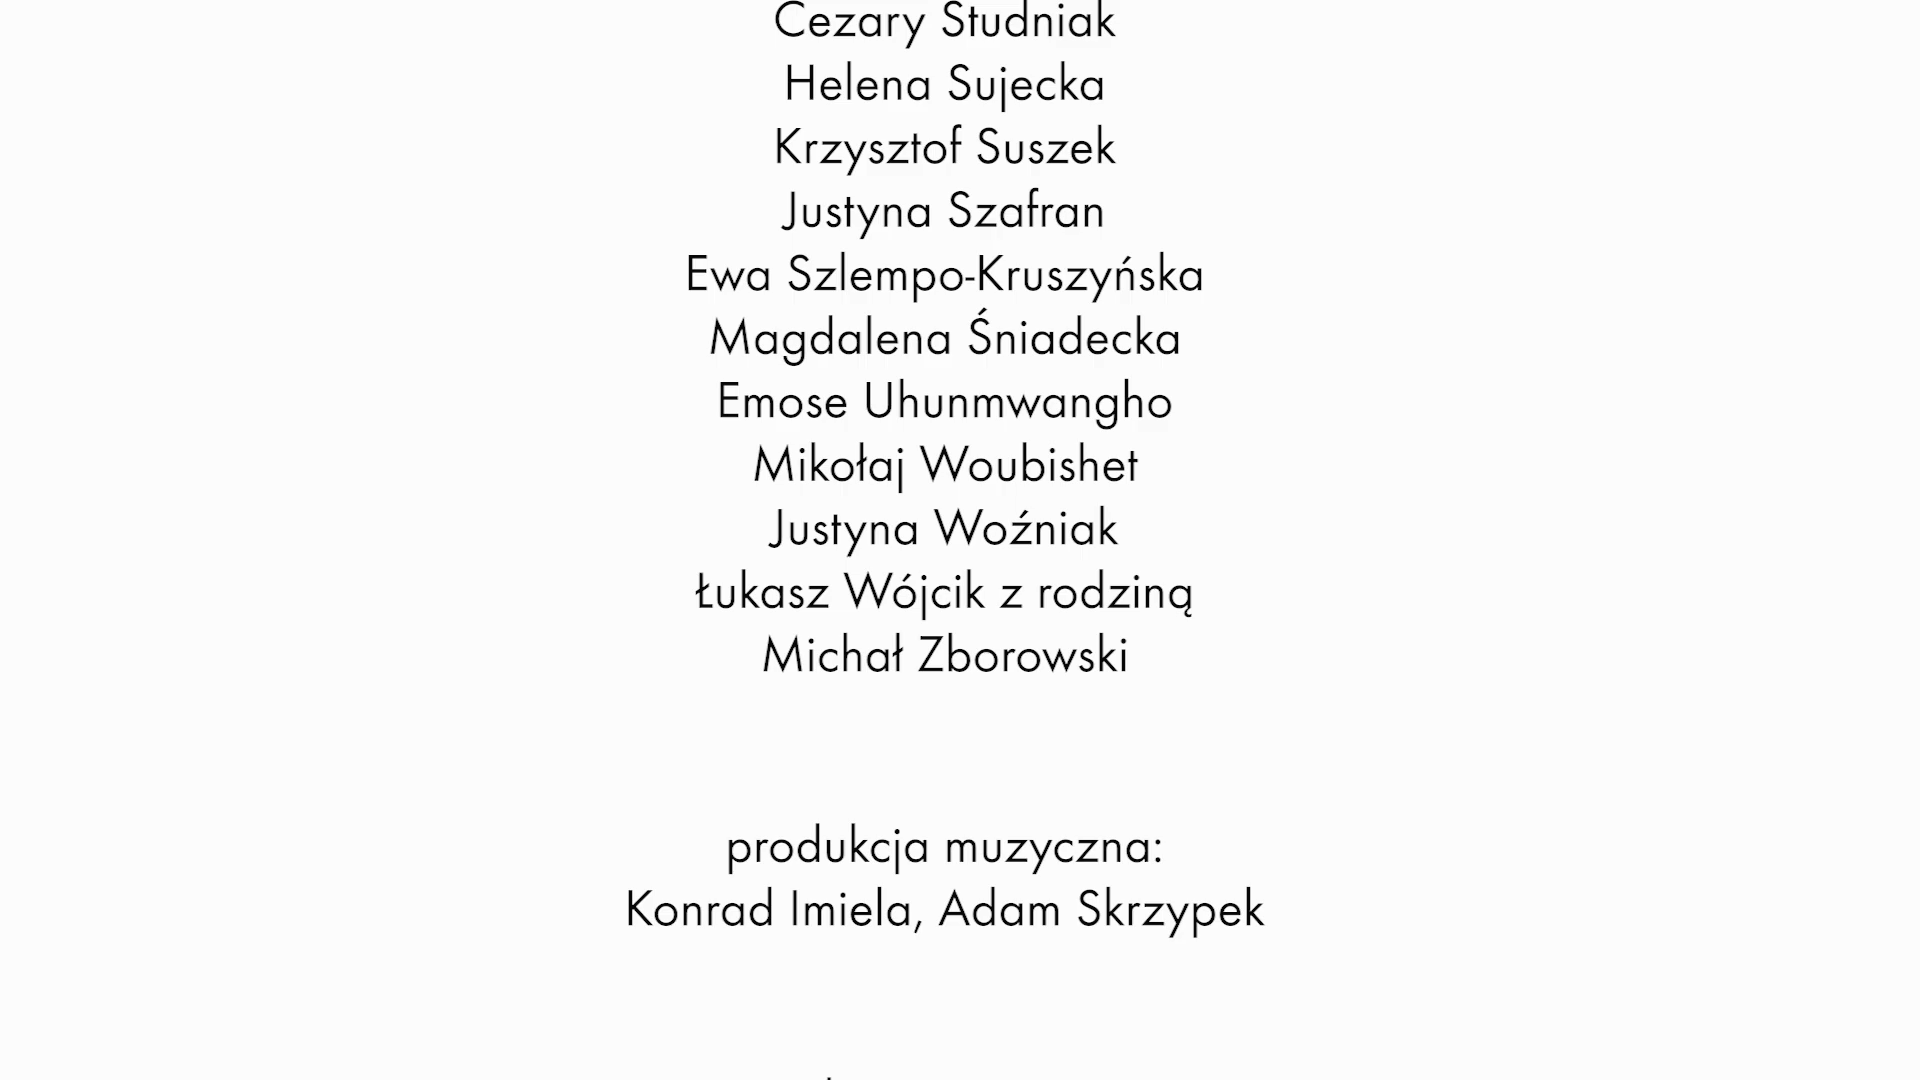 Cezary Studniak
Helena Sujecka
Krzysztof Suszek
Justyna Szafran
Ewa Szlempo-Kruszyńska
Magdalena Śniadecka
Emose Uhunmwangho
Mikołaj Woubishet
Justyna Woźniak
Łukasz Wójcik z rodziną
Michał Zborowski
produkcja muzyczna:
Konrad Imiela, Adam Skrzypek